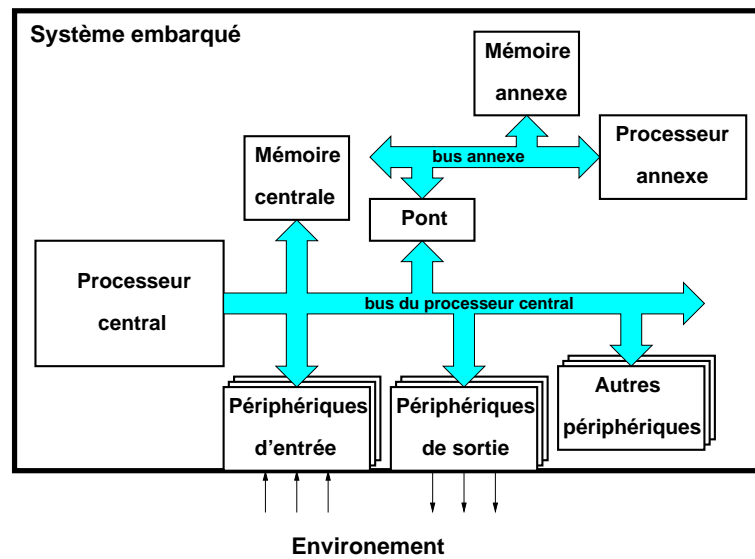 Système embarqué
Mémoire
annexe
Processeur
annexe
bus annexe
Mémoire
centrale
Pont
Processeur
central
bus du processeur central
Périphériques
d'entrée
Périphériques
de sortie
Autres
périphériques
Environement